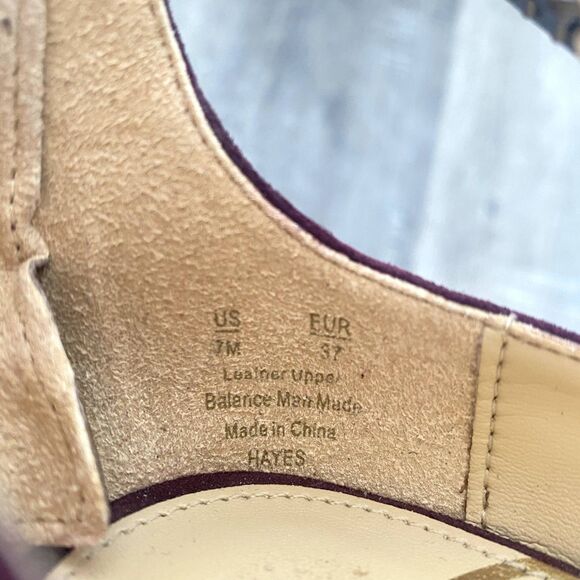 US EUR
7M 37
Leather Upper
Balance Man Made
Made in China
HAYES